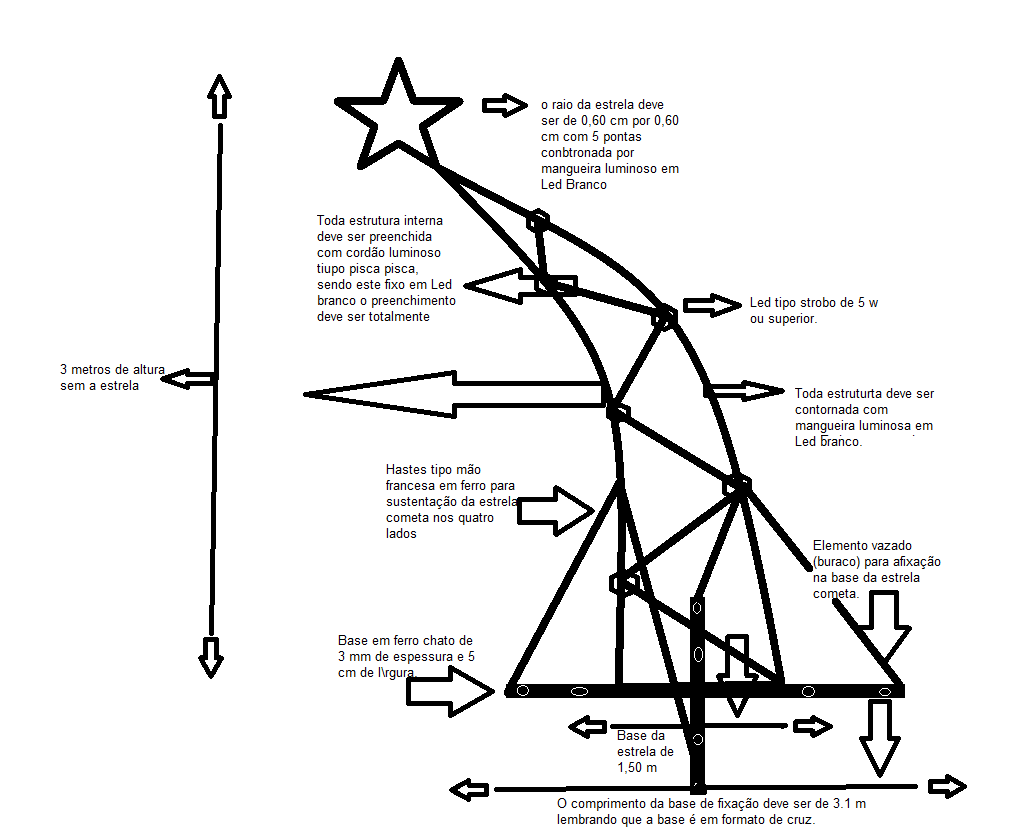 o raio da estrela deve
ser de 0,60 cm por 0,60
cm com 5 pontas
conbtronada por
mangueira luminoso em
Led Branco
Toda estrutura interna
deve ser preenchida
com cordão luminoso
tiupo pisca pisca,
sendo este fixo em Led
branco o preenchimento
deve ser totalmente
Led tipo strobo de 5 w
ou superior.
3 metros de altura
sem a estrela
Toda estruturta deve ser
contornada com
mangueira luminosa em
Led branco.
Hastes tipo mão
francesa em ferro para
sustentação da estrela
cometa nos quatro
lados
Elemento vazado
(buraco) para afixação
na base da estrela
cometa.
Base em ferro chato de
3 mm de espessura e 5
cm de l\rgura.
Base da
estrela de
1,50 m
O comprimento da base de fixação deve ser de 3.1 m
lembrando que a base é em formato de cruz.